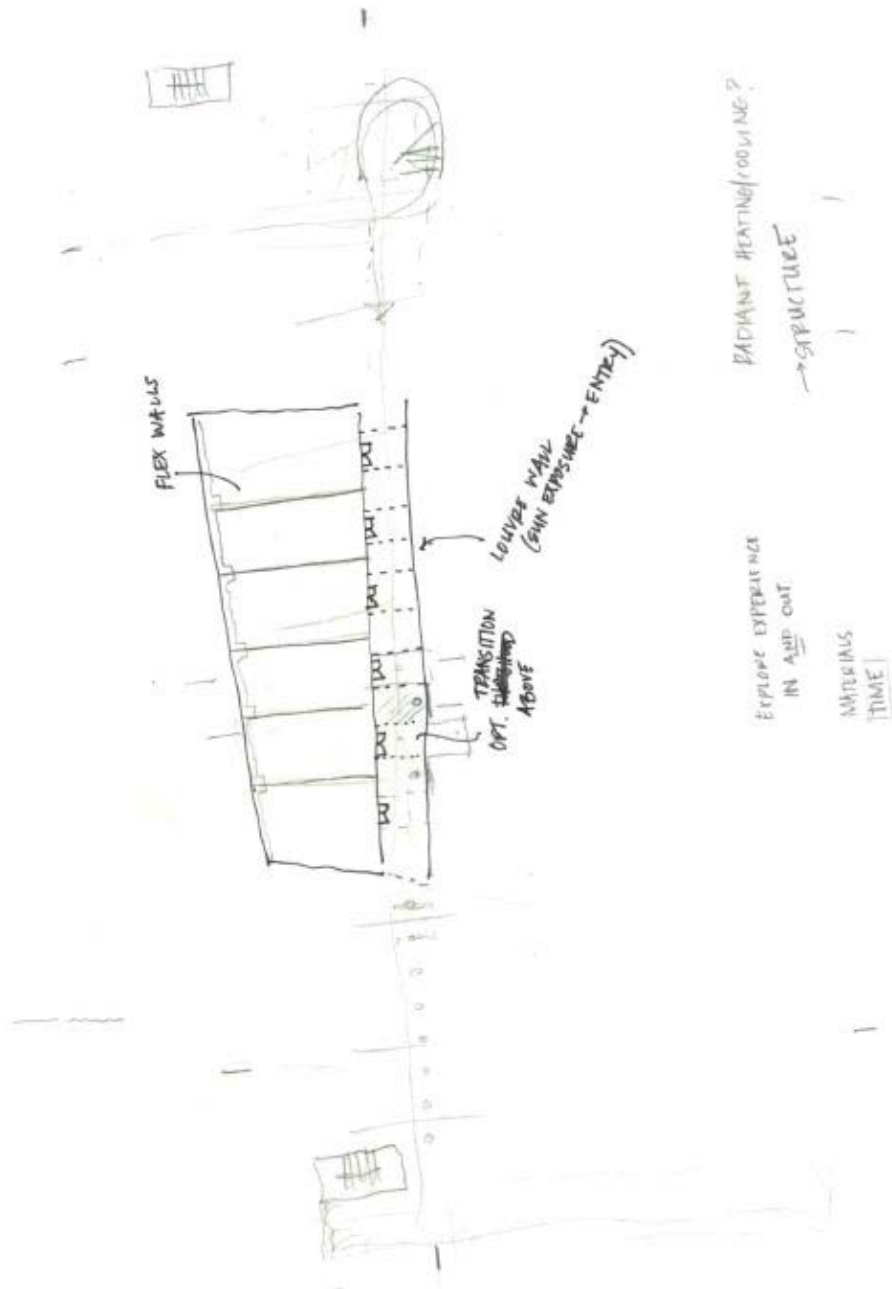 FLEX WALLS
OPT. TRANSITION
ABOVE
LOUVRE WALL
(SUN EXPOSURE → ENTRY)
EXPLORE EXPERIENCE
IN AND OUT
MATERIALS
TIME
RADIANT HEATING/COOLING?
→ STRUCTURE